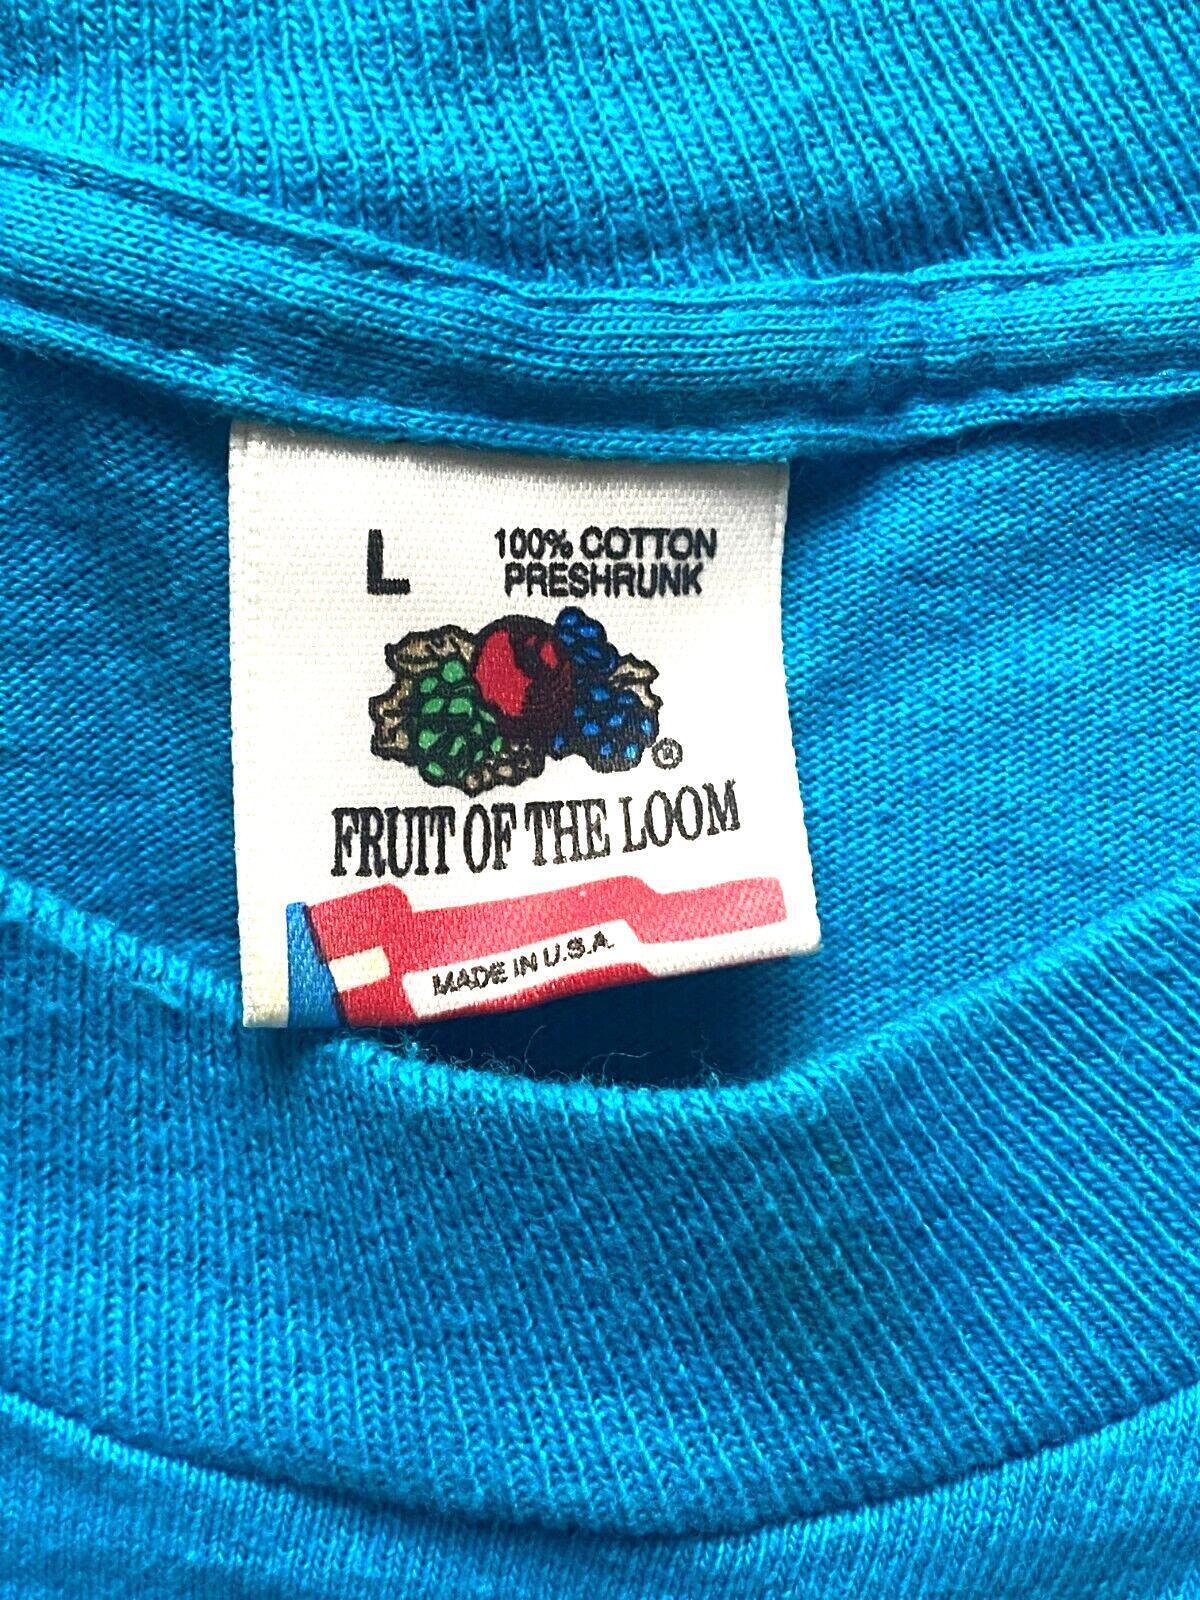 L
100% COTTON
PRESHRUNK
®
FRUIT OF THE LOOM
MADE IN U.S.A.